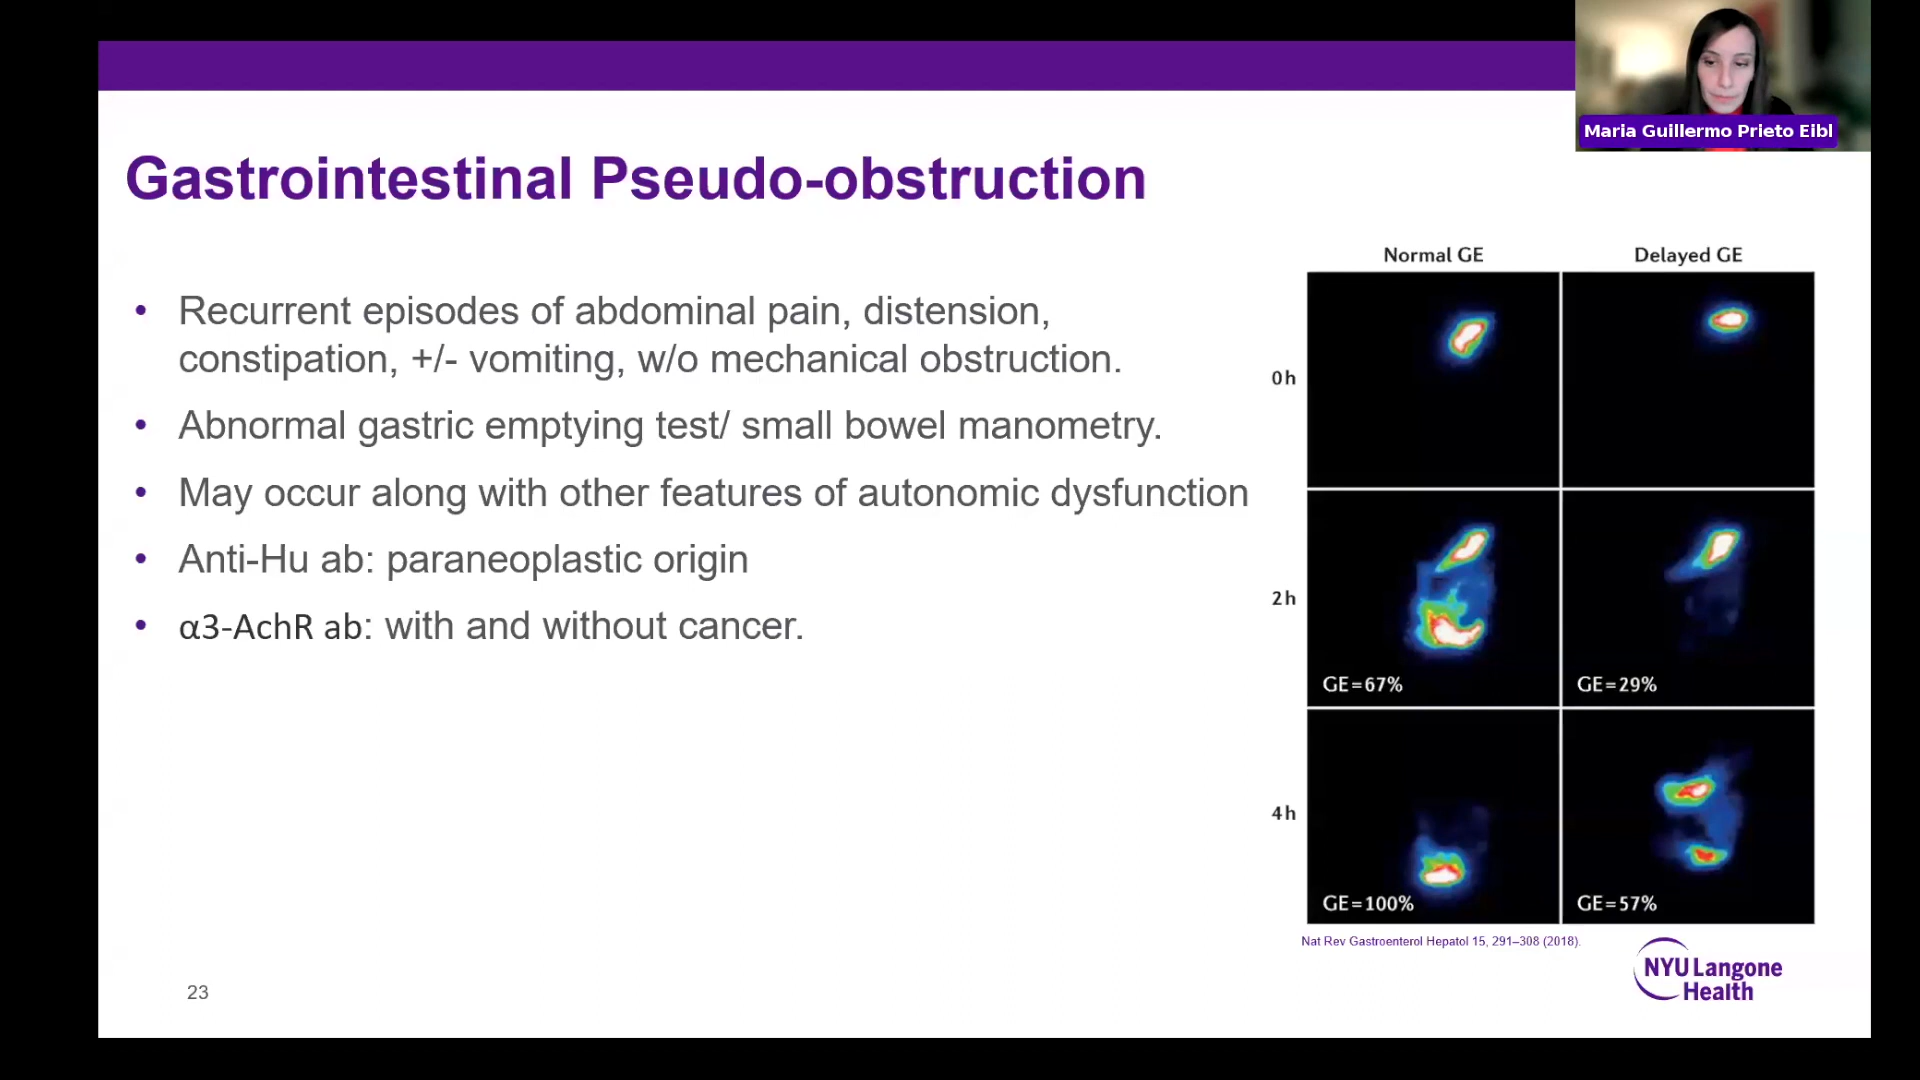 Maria Guillermo Prieto Eibl
Gastrointestinal Pseudo-obstruction
• Recurrent episodes of abdominal pain, distension,
constipation, +/- vomiting, w/o mechanical obstruction.
• Abnormal gastric emptying test/ small bowel manometry.
• May occur along with other features of autonomic dysfunction
• Anti-Hu ab: paraneoplastic origin
• α3-AchR ab: with and without cancer.
Normal GE
Delayed GE
0h
2h
GE=67%
GE=29%
4h
GE=100%
GE=57%
Nat Rev Gastroenterol Hepatol 15, 291–308 (2018).
NYU Langone
Health
23